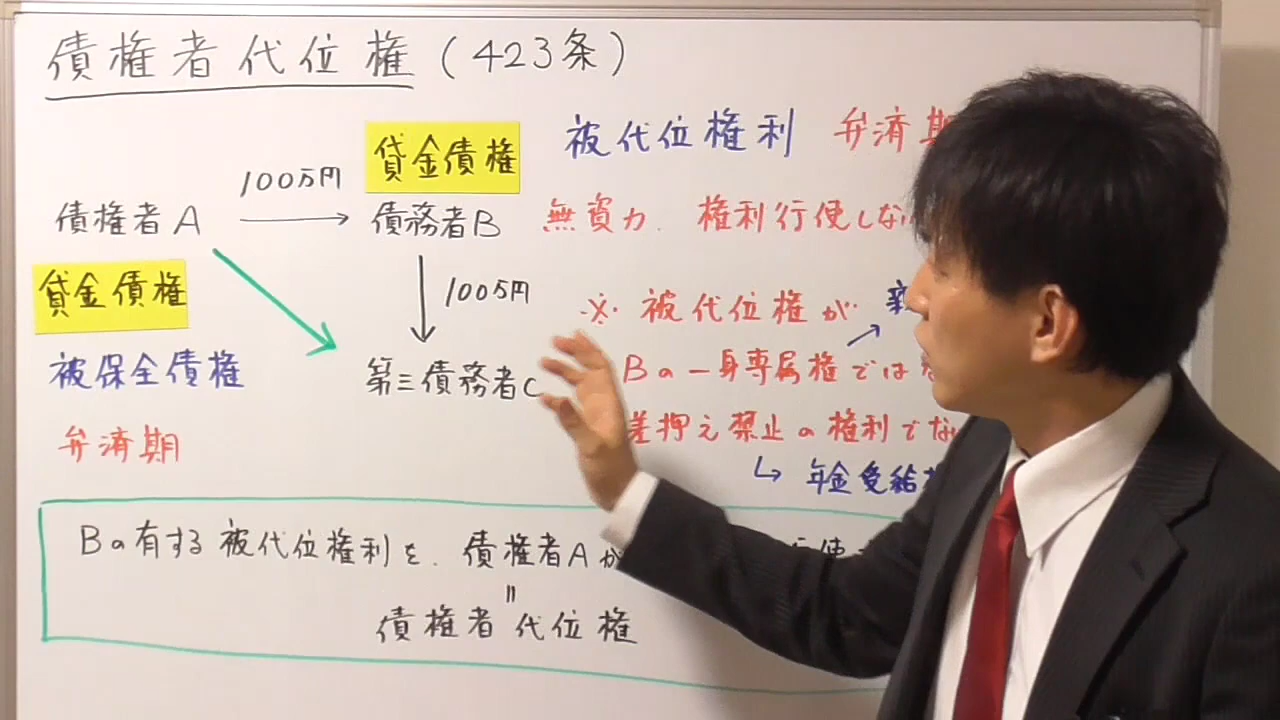 債権者代位権(423条)
被代位権利 弁済期
100万円
貸金債権
債権者A
債務者B
無資力. 権利行使しない
貸金債権
100万円
※ 被代位権が
被保全債権
第三債務者C
Bの一身専属権では
弁済期
差押え禁止の権利でな
年金受給
Bの有する被代位権利を、債権者Aが
=
債権者代位権